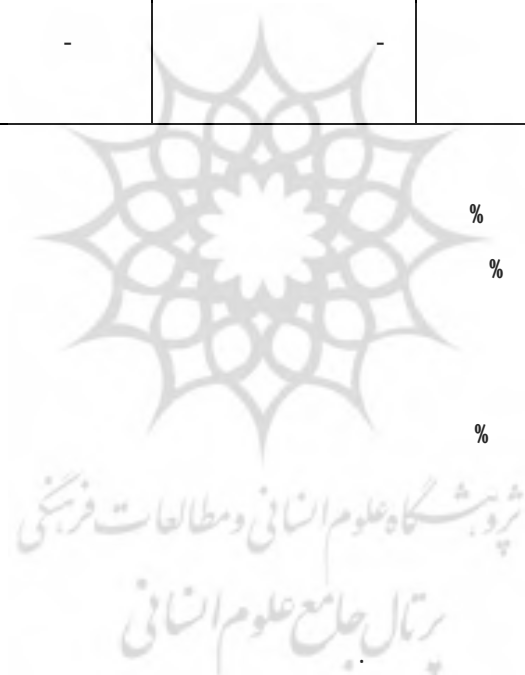 - -
%
%
%
پژوهشگاه علوم انسانی و مطالعات فرهنگی
پرتال جامع علوم انسانی
.